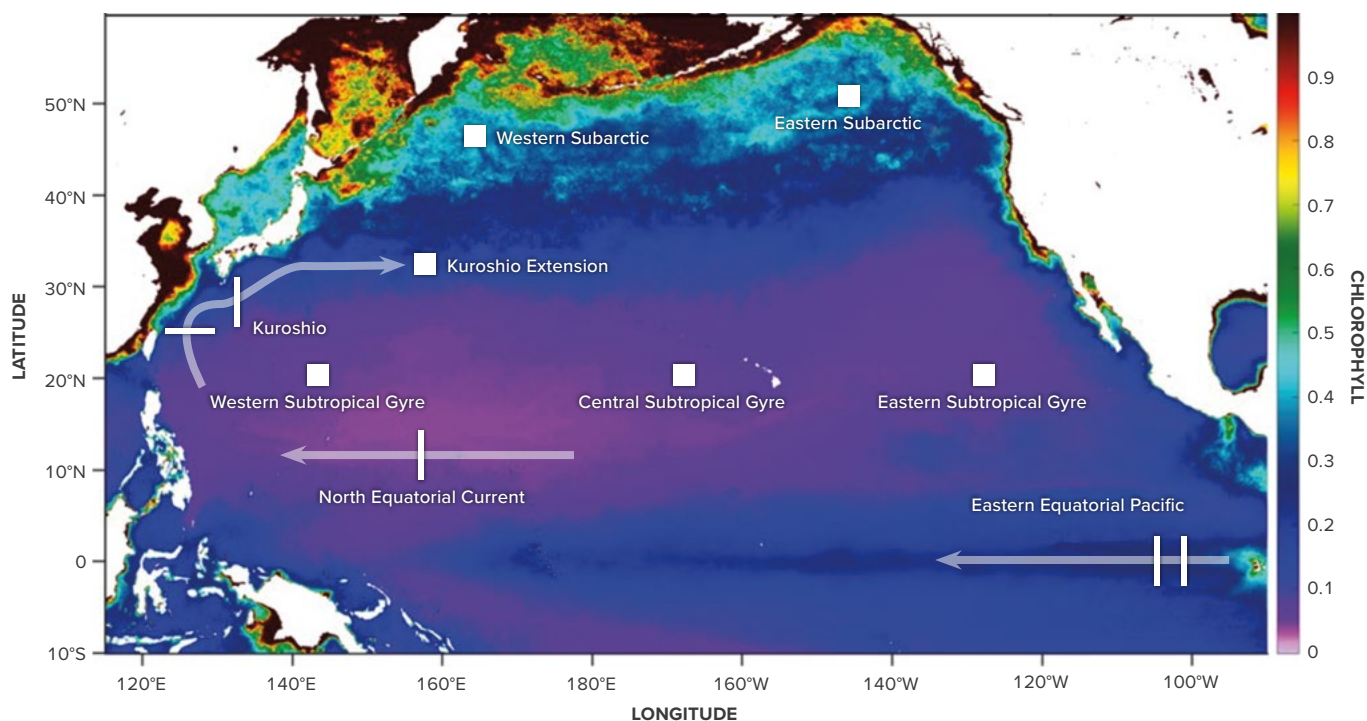 50°N
40°N
30°N
20°N
10°N
0
10°S
LATITUDE
Western Subarctic
Eastern Subarctic
Kuroshio Extension
Kuroshio
Western Subtropical Gyre
Central Subtropical Gyre
Eastern Subtropical Gyre
North Equatorial Current
Eastern Equatorial Pacific
120°E
140°E
160°E
180°E
160°W
140°W
120°W
100°W
LONGITUDE
0.9
0.8
0.7
0.6
0.5
0.4
0.3
0.2
0.1
0
CHLOROPHYLL